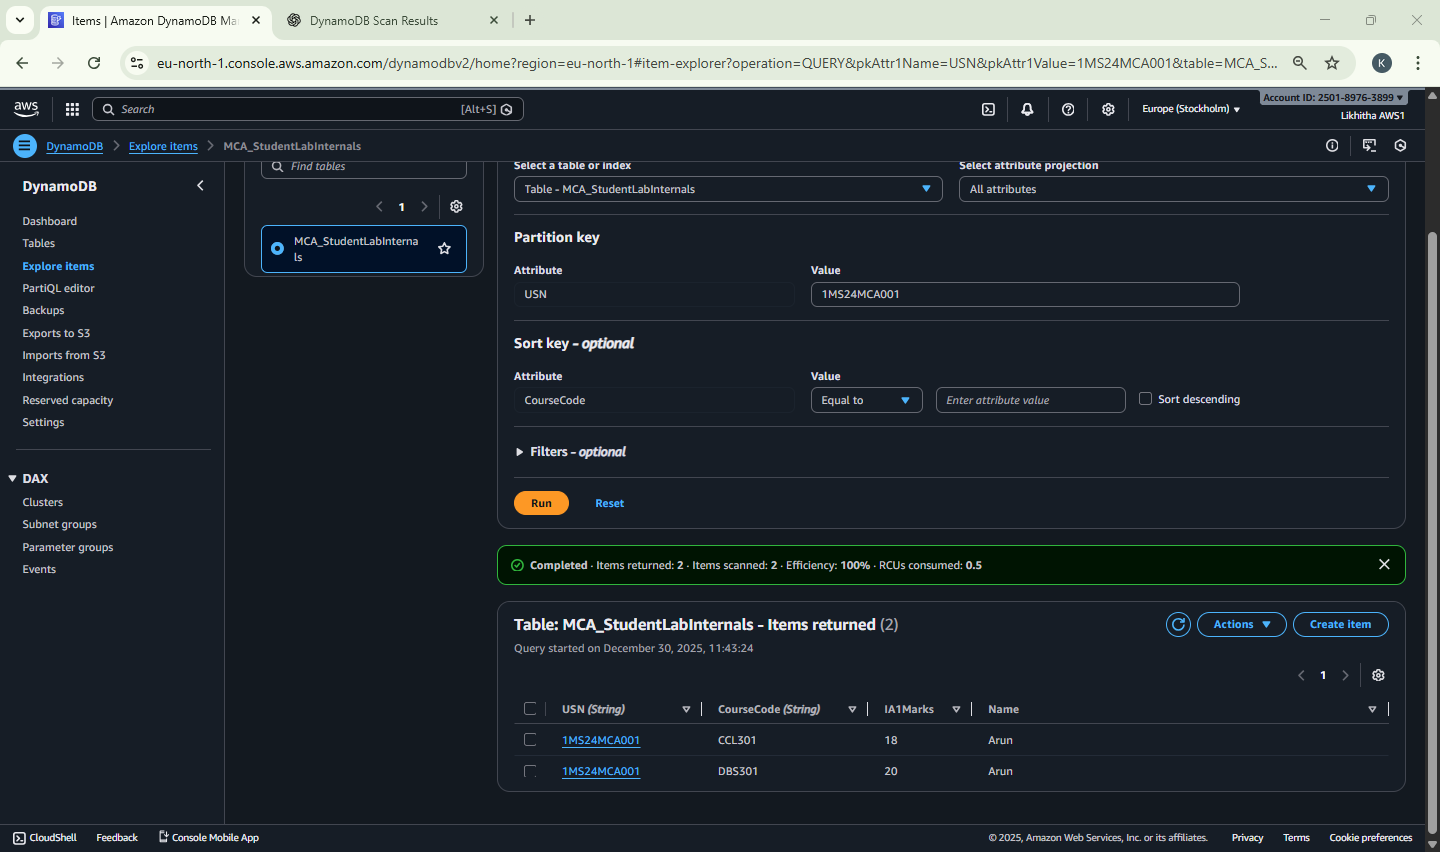 Items | Amazon DynamoDB Ma
DynamoDB Scan Results
eu-north-1.console.aws.amazon.com/dynamodbv2/home?region=eu-north-1#item-explorer?operation=QUERY&pkAttr1Name=USN&pkAttr1Value=1MS24MCA001&table=MCA_S...
K
aws
Search
[Alt+S]
Europe (Stockholm)
Account ID: 2501-8976-3899
Likhitha AWS1
DynamoDB
Explore items
MCA_StudentLabInternals
DynamoDB
Dashboard
Tables
Explore items
PartiQL editor
Backups
Exports to S3
Imports from S3
Integrations
Reserved capacity
Settings
DAX
Clusters
Subnet groups
Parameter groups
Events
Find tables
1
MCA_StudentLabInterna
ls
Select a table or index
Select attribute projection
Table - MCA_StudentLabInternals
All attributes
Partition key
Attribute
Value
USN
1MS24MCA001
Sort key - optional
Attribute
Value
CourseCode
Equal to
Enter attribute value
Sort descending
Filters - optional
Run
Reset
Completed · Items returned: 2 · Items scanned: 2 · Efficiency: 100% · RCUs consumed: 0.5
Table: MCA_StudentLabInternals - Items returned (2)
Actions
Create item
Query started on December 30, 2025, 11:43:24
1
USN (String)
CourseCode (String)
IA1Marks
Name
1MS24MCA001
CCL301
18
Arun
1MS24MCA001
DBS301
20
Arun
CloudShell
Feedback
Console Mobile App
© 2025, Amazon Web Services, Inc. or its affiliates.
Privacy
Terms
Cookie preferences